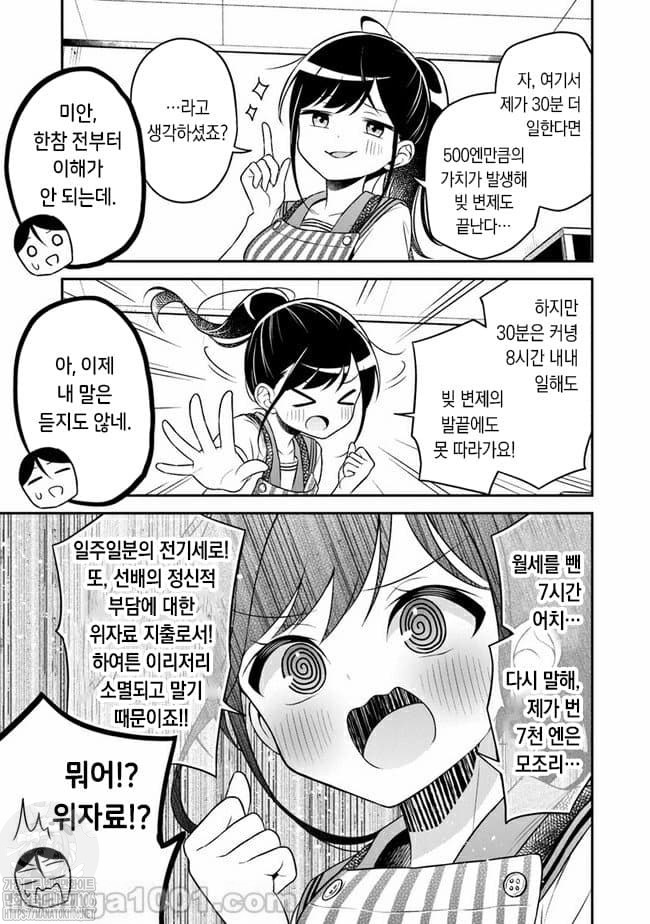 자, 여기서
제가 30분 더
일한다면
500엔만큼의
가치가 발생해
빚 변제도
끝난다…
…라고
생각하셨죠?
미안,
한참 전부터
이해가
안 되는데.
하지만
30분은 커녕
8시간 내내
일해도
빚 변제의
발끝에도
못 따라가요!
아, 이제
내 말은
듣지도 않네.
월세를 뺀
7시간
어치…
다시 말해,
제가 번
7천 엔은
모조리…
일주일분의 전기세로!
또, 선배의 정신적
부담에 대한
위자료 지출로서!
하여튼 이리저리
소멸되고 말기
때문이죠!!
뭐어!?
위자료!?
manga1001.com